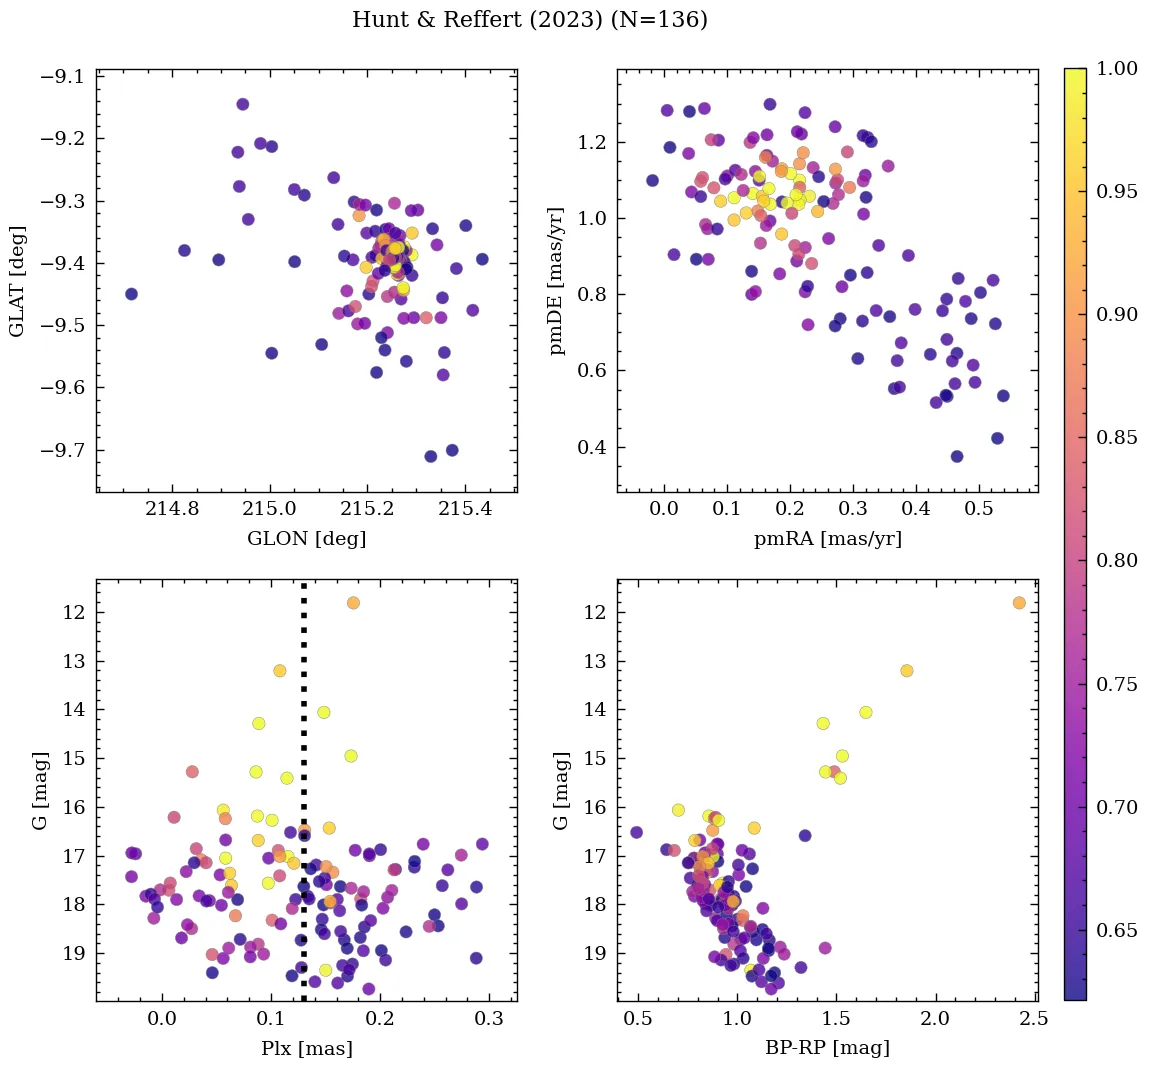 Hunt & Reffert (2023) (N=136)
−9.1
−9.2
−9.3
−9.4
−9.5
−9.6
−9.7
GLAT [deg]
214.8 215.0 215.2 215.4
GLON [deg]
1.2
1.0
0.8
0.6
0.4
pmDE [mas/yr]
0.0 0.1 0.2 0.3 0.4 0.5
pmRA [mas/yr]
12
13
14
15
16
17
18
19
G [mag]
0.0 0.1 0.2 0.3
Plx [mas]
12
13
14
15
16
17
18
19
G [mag]
0.5 1.0 1.5 2.0 2.5
BP-RP [mag]
1.00
0.95
0.90
0.85
0.80
0.75
0.70
0.65